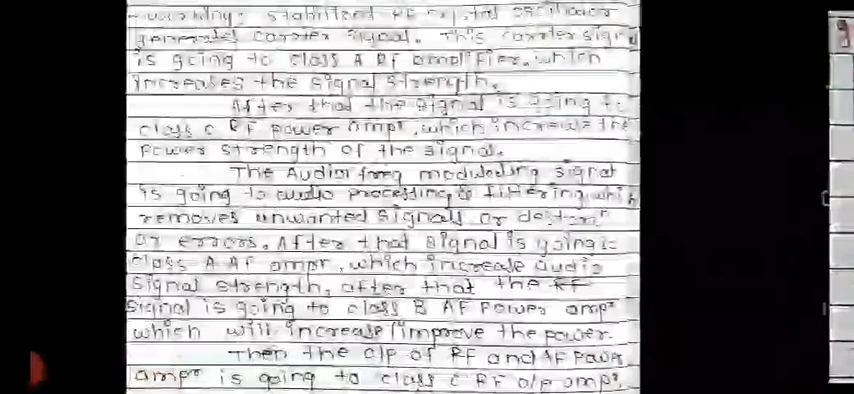 - working: stabilized RF crystal oscillator
generates carrier signal. This carrier signal
is going to class A RF amplifier, which
increases the signal strength.
After that the signal is going to
class C RF power ampr, which increase the
power strength of the signal.
The Audio freq modulating signal
is going to audio processing & filtering which
removes unwanted signals or
or errors. After that signal is going
class A AF ampr, which increase audio
signal strength, after that the RF
signal is going to class B AF Power ampr
which will increase/improve the power.
Then the o/p of RF and AF Power
ampr is going to class C RF o/p ampr.